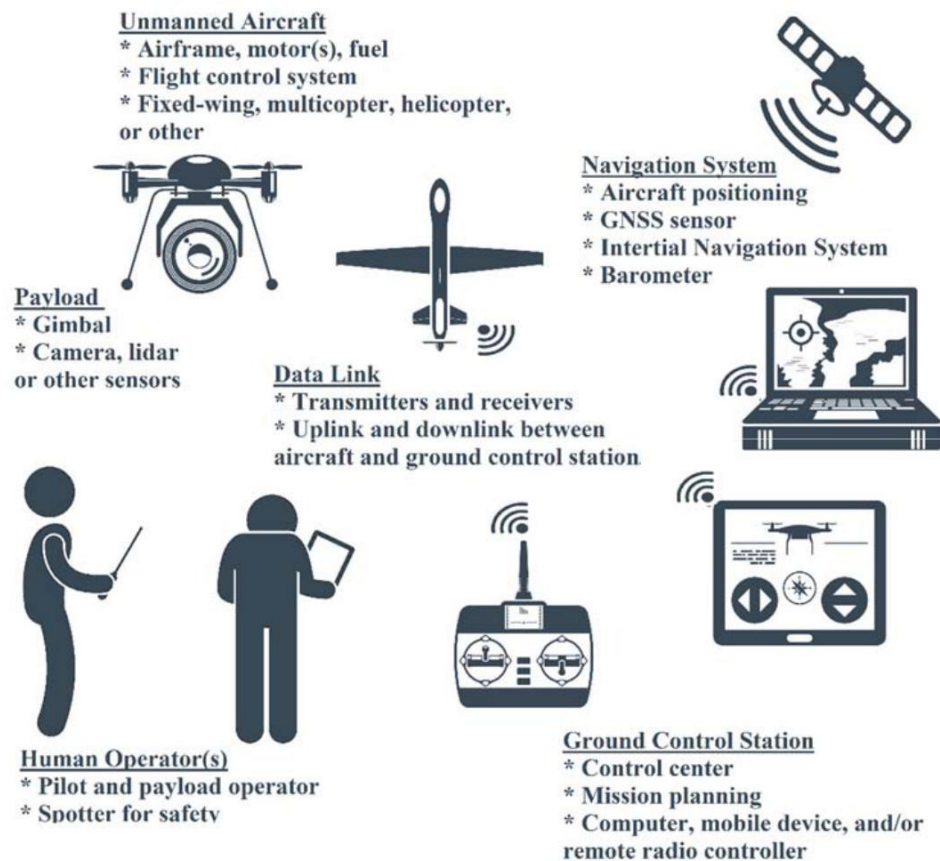 Unmanned Aircraft
* Airframe, motor(s), fuel
* Flight control system
* Fixed-wing, multicopter, helicopter,
or other
Navigation System
* Aircraft positioning
* GNSS sensor
* Intertial Navigation System
* Barometer
Payload
* Gimbal
* Camera, lidar
or other sensors
Data Link
* Transmitters and receivers
* Uplink and downlink between
aircraft and ground control station
Human Operator(s)
* Pilot and payload operator
* Spotter for safety
Ground Control Station
* Control center
* Mission planning
* Computer, mobile device, and/or
remote radio controller